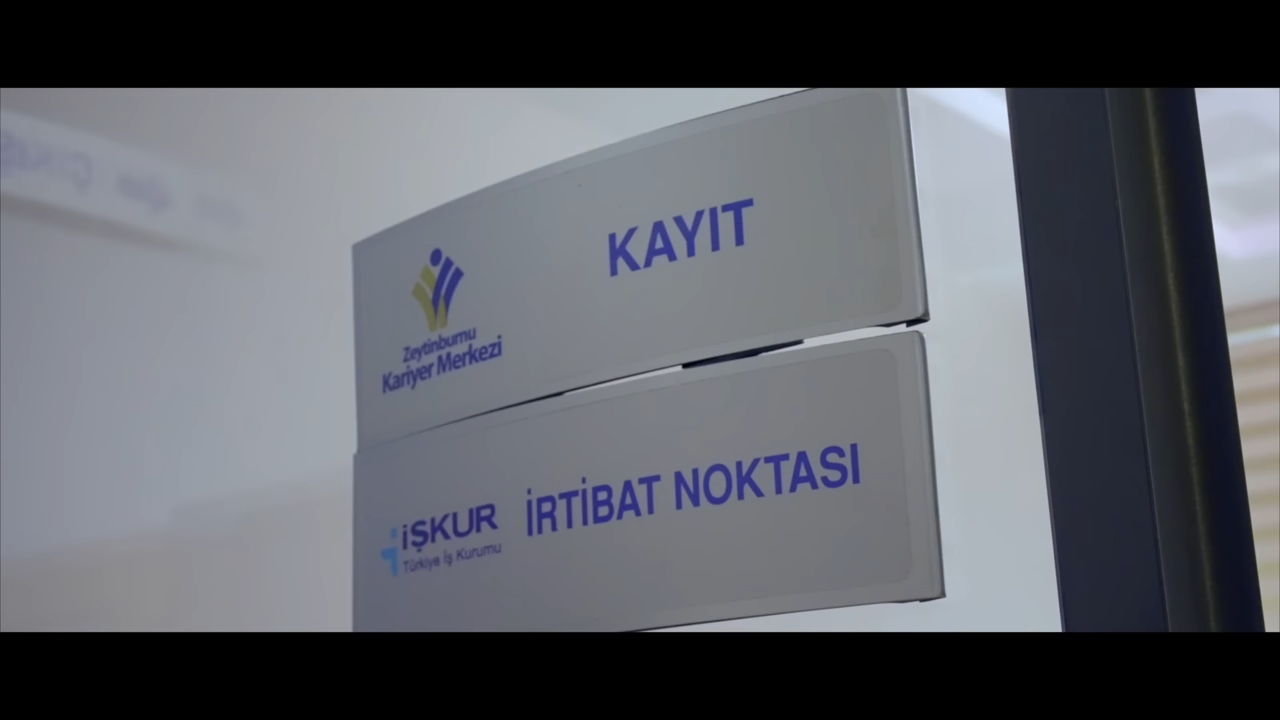 KAYIT
Zeytinburnu
Kariyer Merkezi
İŞKUR
Türkiye İş Kurumu
İRTİBAT NOKTASI